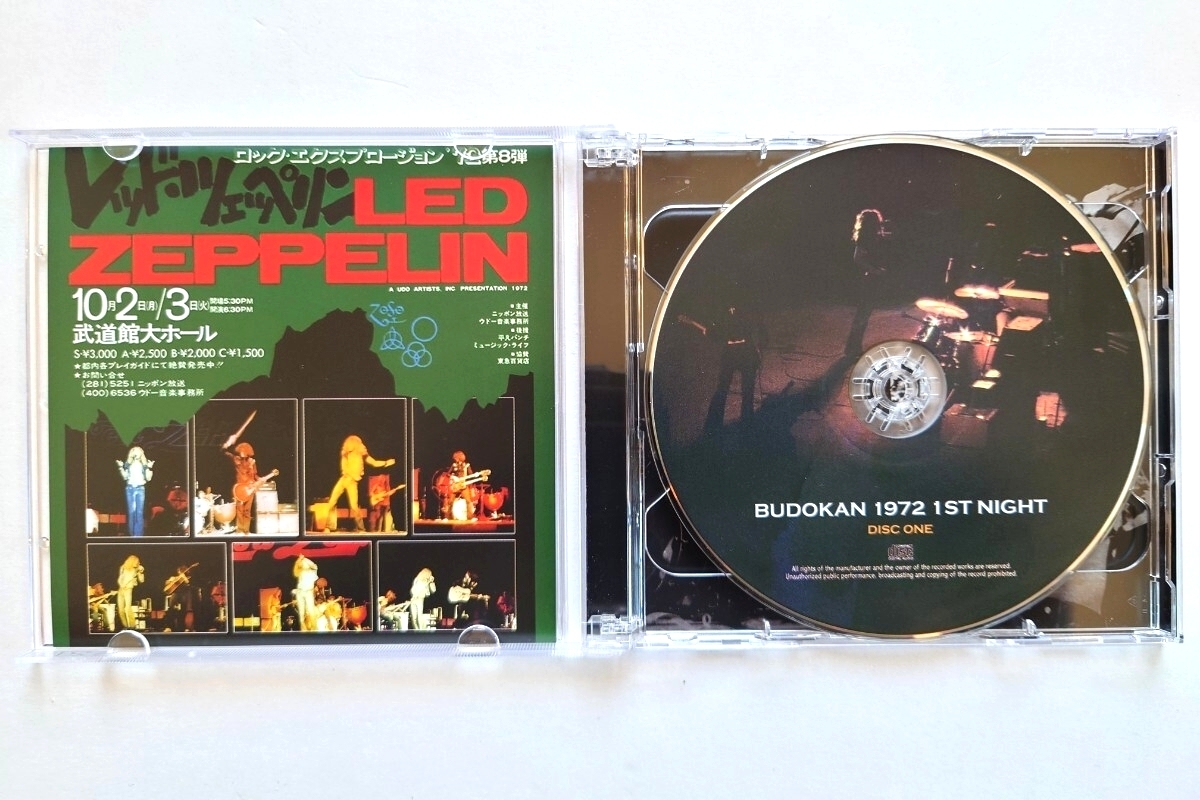 ロック・エクスプロージョン '72第8弾
レッド・ツェッペリン LED
ZEPPELIN
A UDO ARTISTS, INC PRESENTATION 1972
10月2日(月)/3日(火) 開場5:30PM
開演6:30PM
武道館大ホール
S-¥3,000 A-¥2,500 B-¥2,000 C-¥1,500
★都内各プレイガイドにて絶賛発売中!!
★お問い合せ
(281)5251 ニッポン放送
(400)6536 ウドー音楽事務所
●主催
ニッポン放送
ウドー音楽事務所
●後援
平凡パンチ
ミュージック・ライフ
●協賛
東急百貨店
BUDOKAN 1972 1ST NIGHT
DISC ONE
COMPACT
disc
DIGITAL AUDIO
All rights of the manufacturer and the owner of the recorded works are reserved.
Unauthorized public performance, broadcasting and copying of the record prohibited.